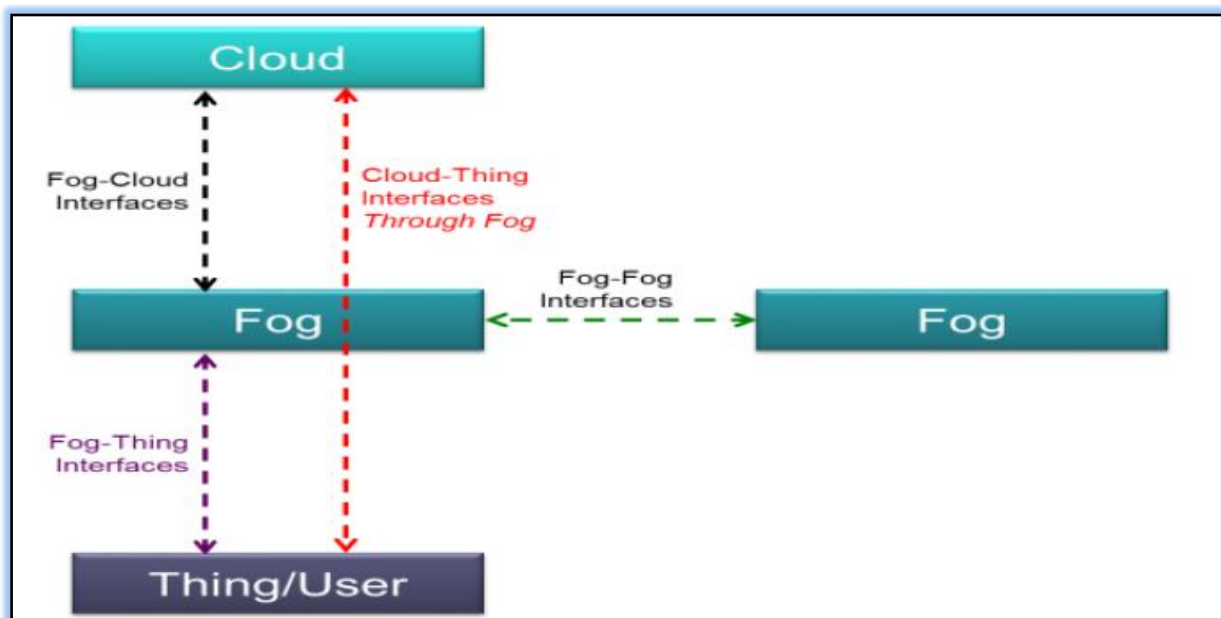 Cloud
Fog-Cloud
Interfaces
Cloud-Thing
Interfaces
Through Fog
Fog-Fog
Interfaces
Fog
Fog
Fog-Thing
Interfaces
Thing/User